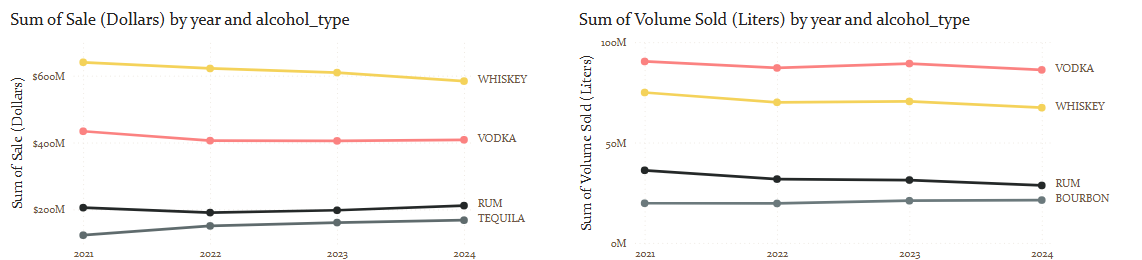 Sum of Sale (Dollars) by year and alcohol_type
Sum of Sale (Dollars)
$600M
$400M
$200M
WHISKEY
VODKA
RUM
TEQUILA
2021
2022
2023
2024
Sum of Volume Sold (Liters) by year and alcohol_type
Sum of Volume Sold (Liters)
100M
50M
0M
VODKA
WHISKEY
RUM
BOURBON
2021
2022
2023
2024